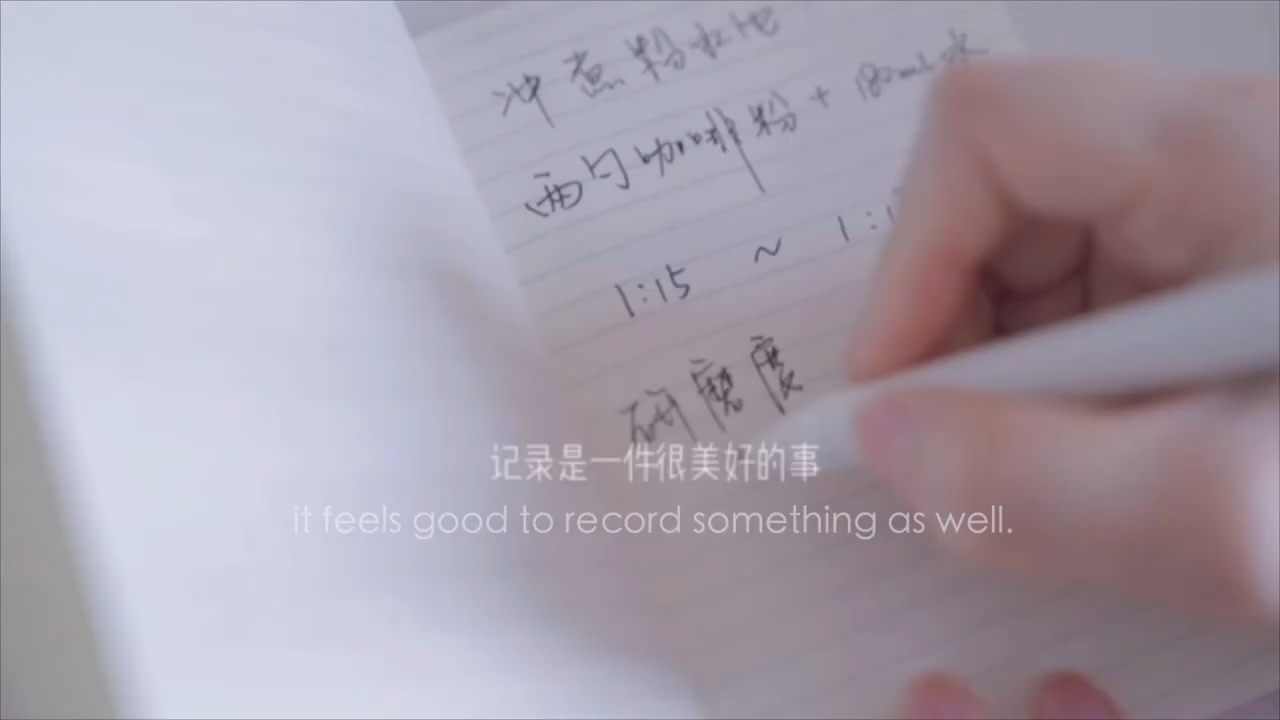 冲煮粉水比
两勺咖啡粉 + 180ml水
1:15 ~ 1:1
研磨度
记录是一件很美好的事
it feels good to record something as well.